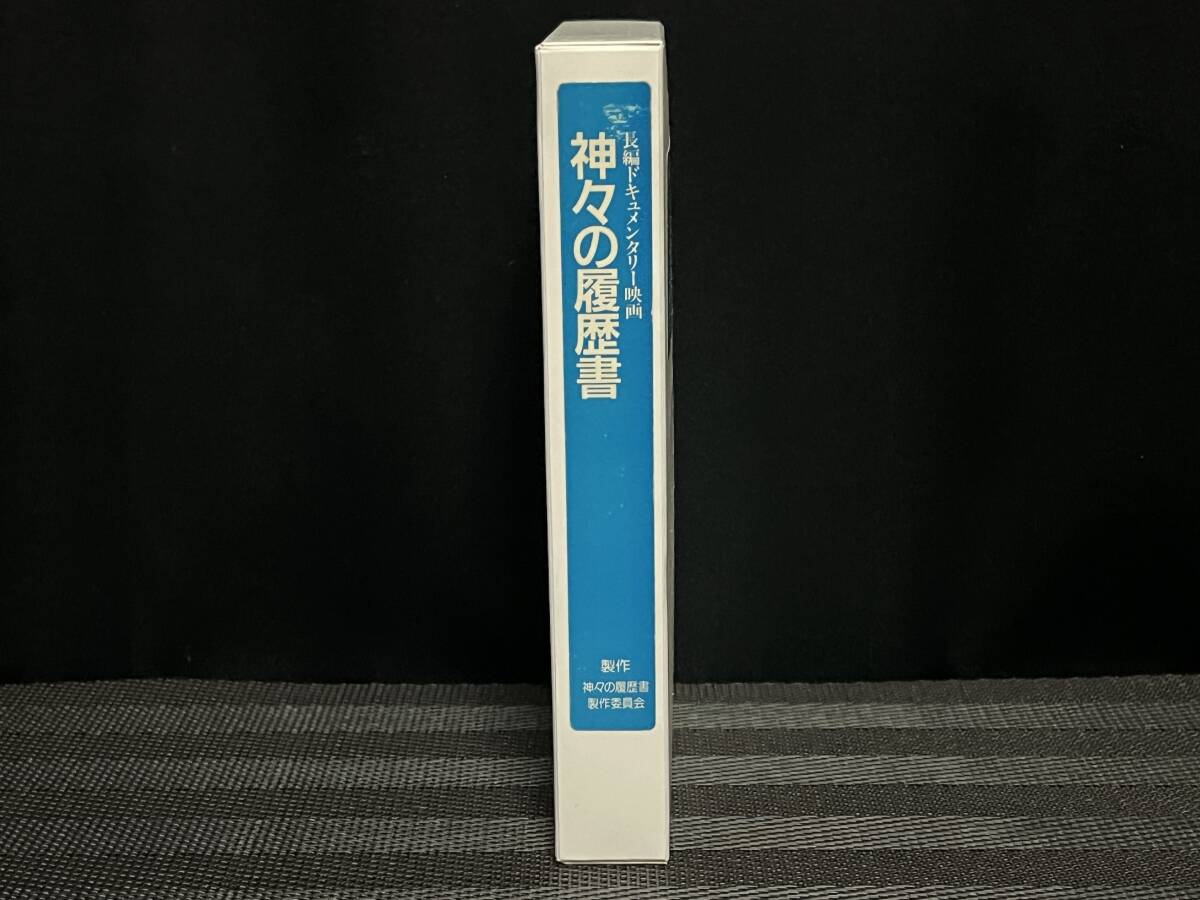 長編ドキュメンタリー映画
神々の履歴書
製作
神々の履歴書
製作委員会